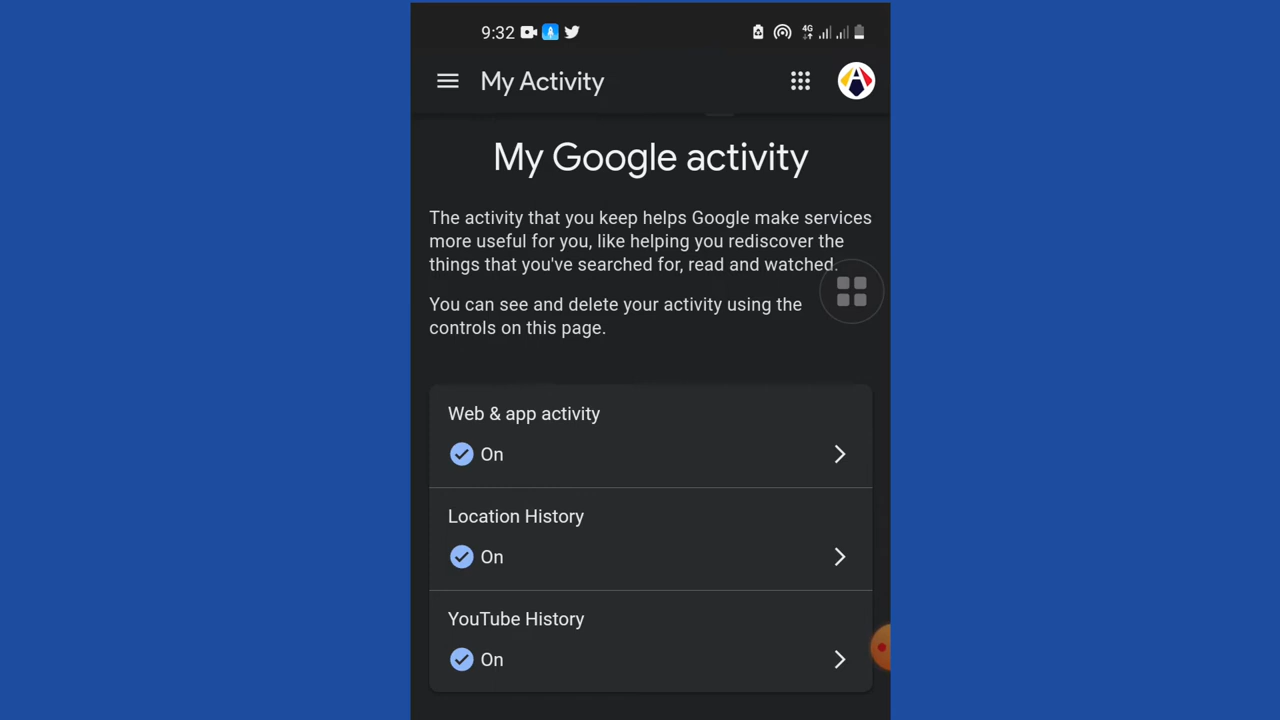 9:32
4G
My Activity
My Google activity
The activity that you keep helps Google make services
more useful for you, like helping you rediscover the
things that you've searched for, read and watched.
You can see and delete your activity using the
controls on this page.
Web & app activity
On
Location History
On
YouTube History
On